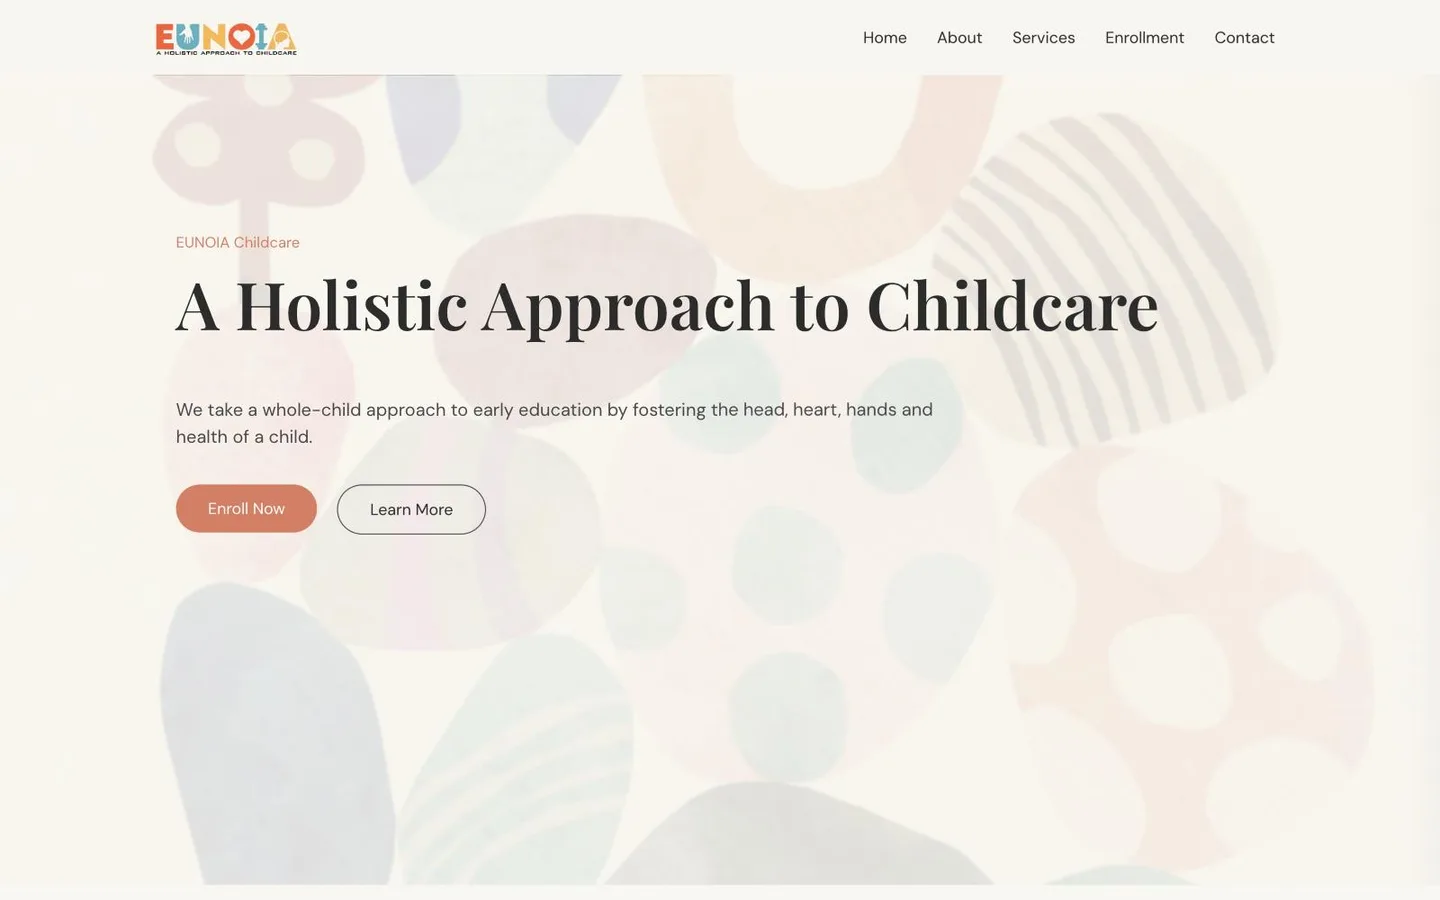 EUNOIA
A HOLISTIC APPROACH TO CHILDCARE
Home About Services Enrollment Contact
EUNOIA Childcare
A Holistic Approach to Childcare
We take a whole-child approach to early education by fostering the head, heart, hands and
health of a child.
Enroll Now Learn More